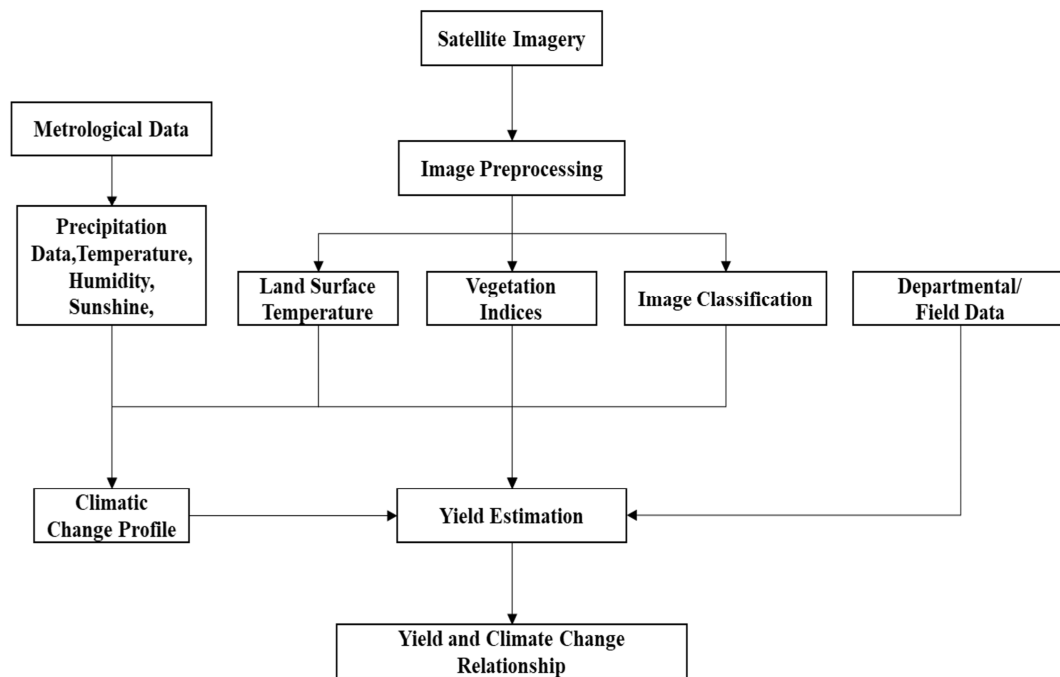 Satellite Imagery
Metrological Data
Image Preprocessing
Precipitation
Data,Temperature,
Humidity,
Sunshine,
Land Surface
Temperature
Vegetation
Indices
Image Classification
Departmental/
Field Data
Climatic
Change Profile
Yield Estimation
Yield and Climate Change
Relationship